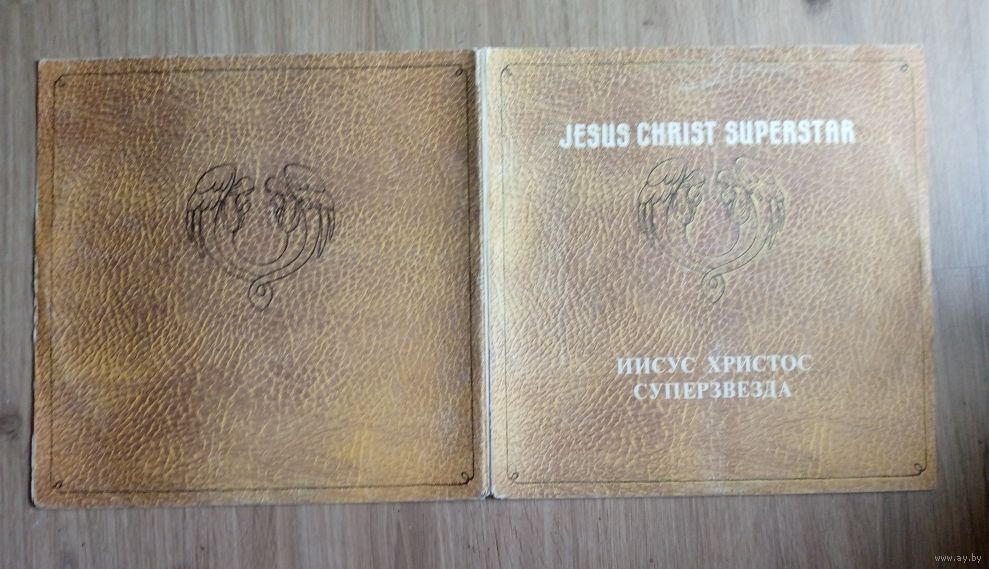 JESUS CHRIST SUPERSTAR
ИИСУС ХРИСТОС
СУПЕРЗВЕЗДА
www.ay.by